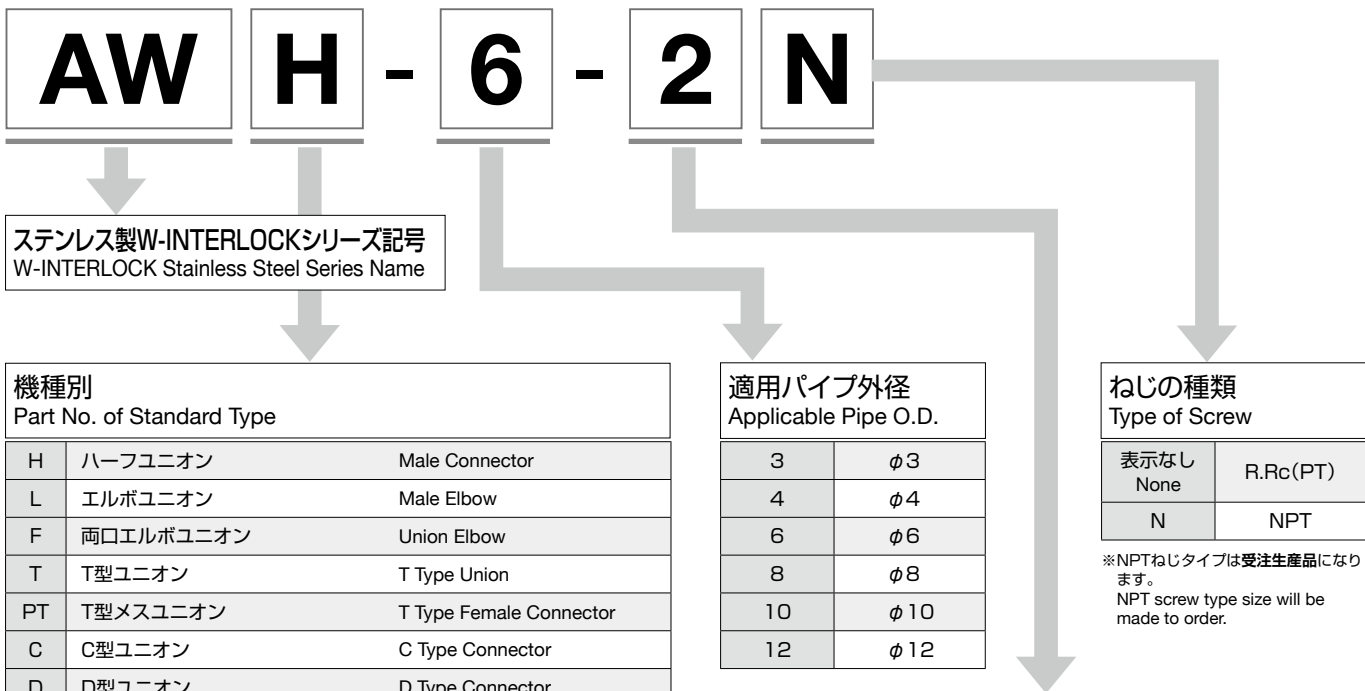 AW H - 6 - 2 N
ステンレス製W-INTERLOCKシリーズ記号
W-INTERLOCK Stainless Steel Series Name
機種別
Part No. of Standard Type
H ハーフユニオン Male Connector
L エルボユニオン Male Elbow
F 両口エルボユニオン Union Elbow
T T型ユニオン T Type Union
PT T型メスユニオン T Type Female Connector
C C型ユニオン C Type Connector
D D型ユニオン D Type Connector
適用パイプ外径
Applicable Pipe O.D.
3 φ3
4 φ4
6 φ6
8 φ8
10 φ10
12 φ12
ねじの種類
Type of Screw
表示なし
None R.Rc(PT)
N NPT
※NPTねじタイプは受注生産品になり
ます。
NPT screw type size will be
made to order.